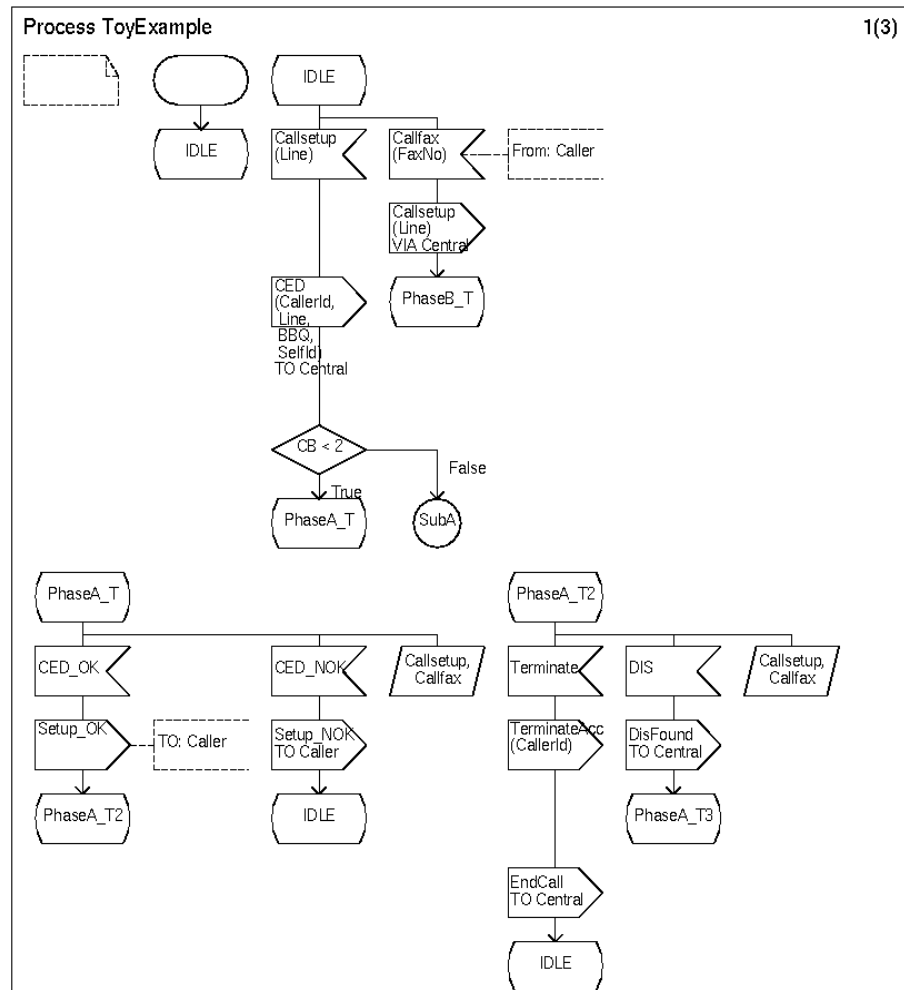 Process ToyExample
1(3)
IDLE
IDLE
Callsetup
(Line)
Callfax
(FaxNo)
From: Caller
Callsetup
(Line)
VIA Central
CED
(CallerId,
Line,
BBQ,
SelfId)
TO Central
PhaseB_T
CB < 2
False
True
PhaseA_T
SubA
PhaseA_T
CED_OK
CED_NOK
Callsetup,
Callfax
Setup_OK
TO: Caller
Setup_NOK
TO Caller
PhaseA_T2
IDLE
PhaseA_T2
Terminate
DIS
Callsetup,
Callfax
TerminateAcc
(CallerId)
DisFound
TO Central
PhaseA_T3
EndCall
TO Central
IDLE